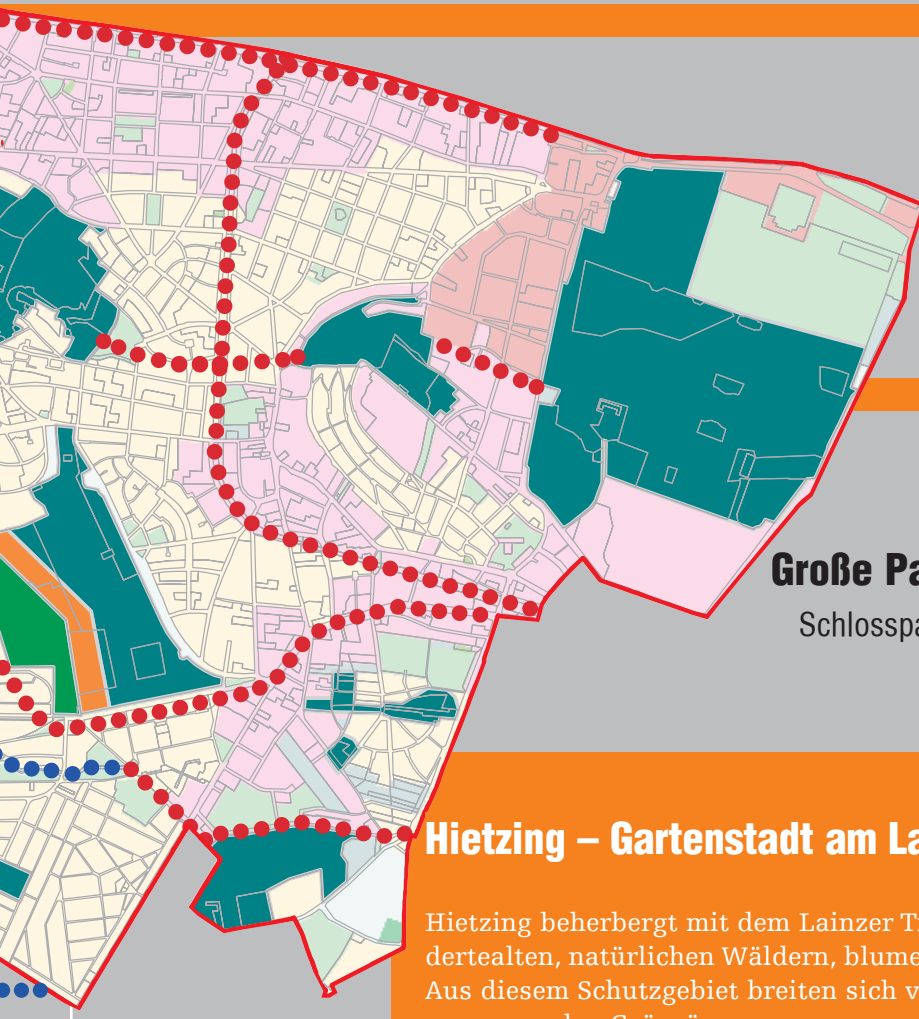 Große Pa
Schlosspa
Hietzing – Gartenstadt am La
Hietzing beherbergt mit dem Lainzer T
dertealten, natürlichen Wäldern, blume
Aus diesem Schutzgebiet breiten sich v